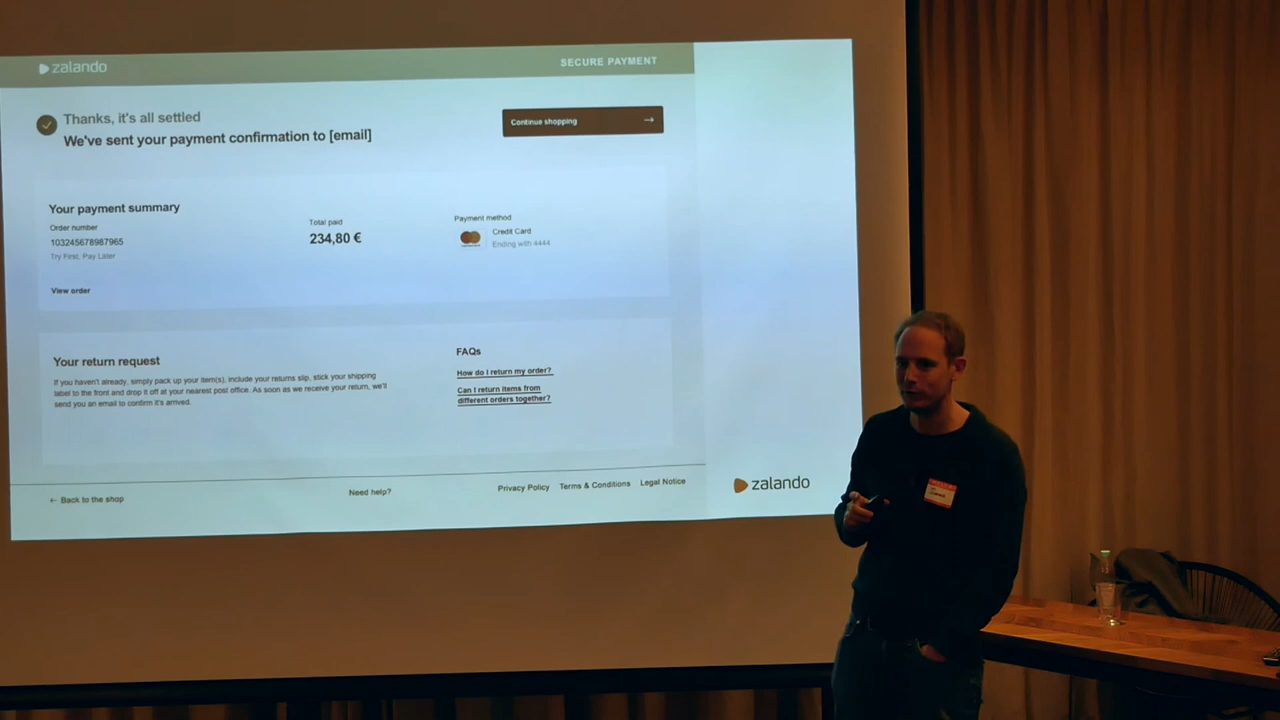 zalando
SECURE PAYMENT
Thanks, it's all settled
We've sent your payment confirmation to [email]
Continue shopping →
Your payment summary
Order number
103245678987965
Try First, Pay Later
View order
Total paid
234,80 €
Payment method
Credit Card
Ending with 4444
Your return request
If you haven't already, simply pack up your item(s), include your returns slip, stick your shipping
label to the front and drop it off at your nearest post office. As soon as we receive your return, we'll
send you an email to confirm it's arrived.
FAQs
How do I return my order?
Can I return items from
different orders together?
← Back to the shop
Need help?
Privacy Policy
Terms & Conditions
Legal Notice
zalando